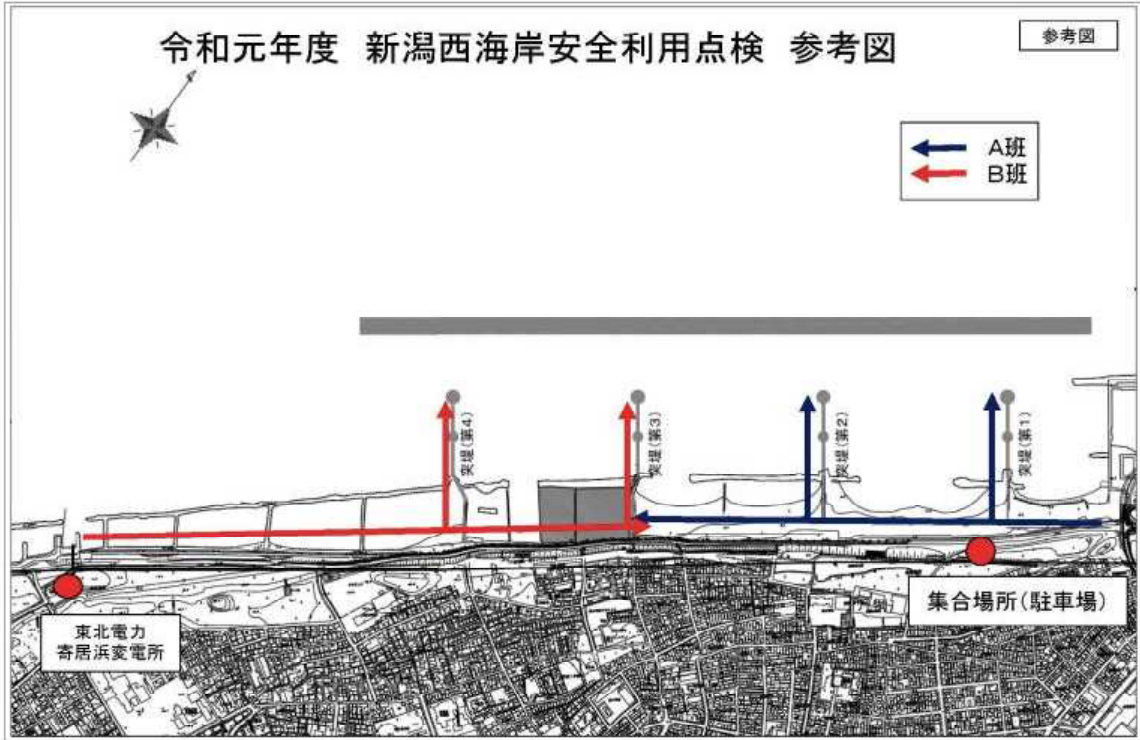 令和元年度 新潟西海岸安全利用点検 参考図
参考図
A班
B班
突堤(第4)
突堤(第3)
突堤(第2)
突堤(第1)
集合場所(駐車場)
東北電力
寄居浜変電所